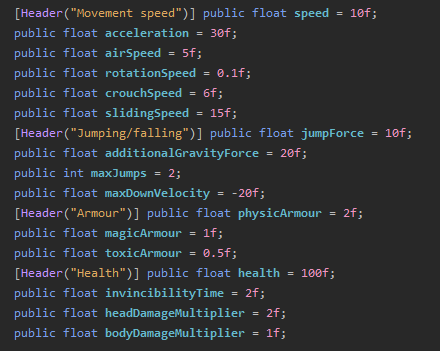 [Header("Movement speed")] public float speed = 10f;
public float acceleration = 30f;
public float airSpeed = 5f;
public float rotationSpeed = 0.1f;
public float crouchSpeed = 6f;
public float slidingSpeed = 15f;
[Header("Jumping/falling")] public float jumpForce = 10f;
public float additionalGravityForce = 20f;
public int maxJumps = 2;
public float maxDownVelocity = -20f;
[Header("Armour")] public float physicArmour = 2f;
public float magicArmour = 1f;
public float toxicArmour = 0.5f;
[Header("Health")] public float health = 100f;
public float invincibilityTime = 2f;
public float headDamageMultiplier = 2f;
public float bodyDamageMultiplier = 1f;